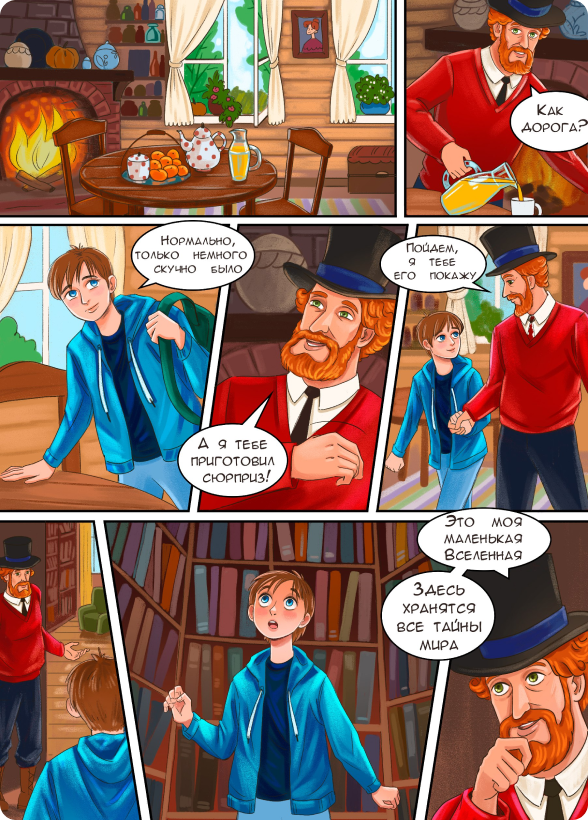 Как
дорога?
Нормально,
только немного
скучно было
А я тебе
приготовил
сюрприз!
Пойдем,
я тебе
его покажу
Это моя
маленькая
Вселенная
Здесь
хранятся
все тайны
мира